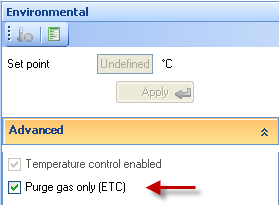 Environmental
Set point Undefined °C
Apply
Advanced
Temperature control enabled
Purge gas only (ETC)